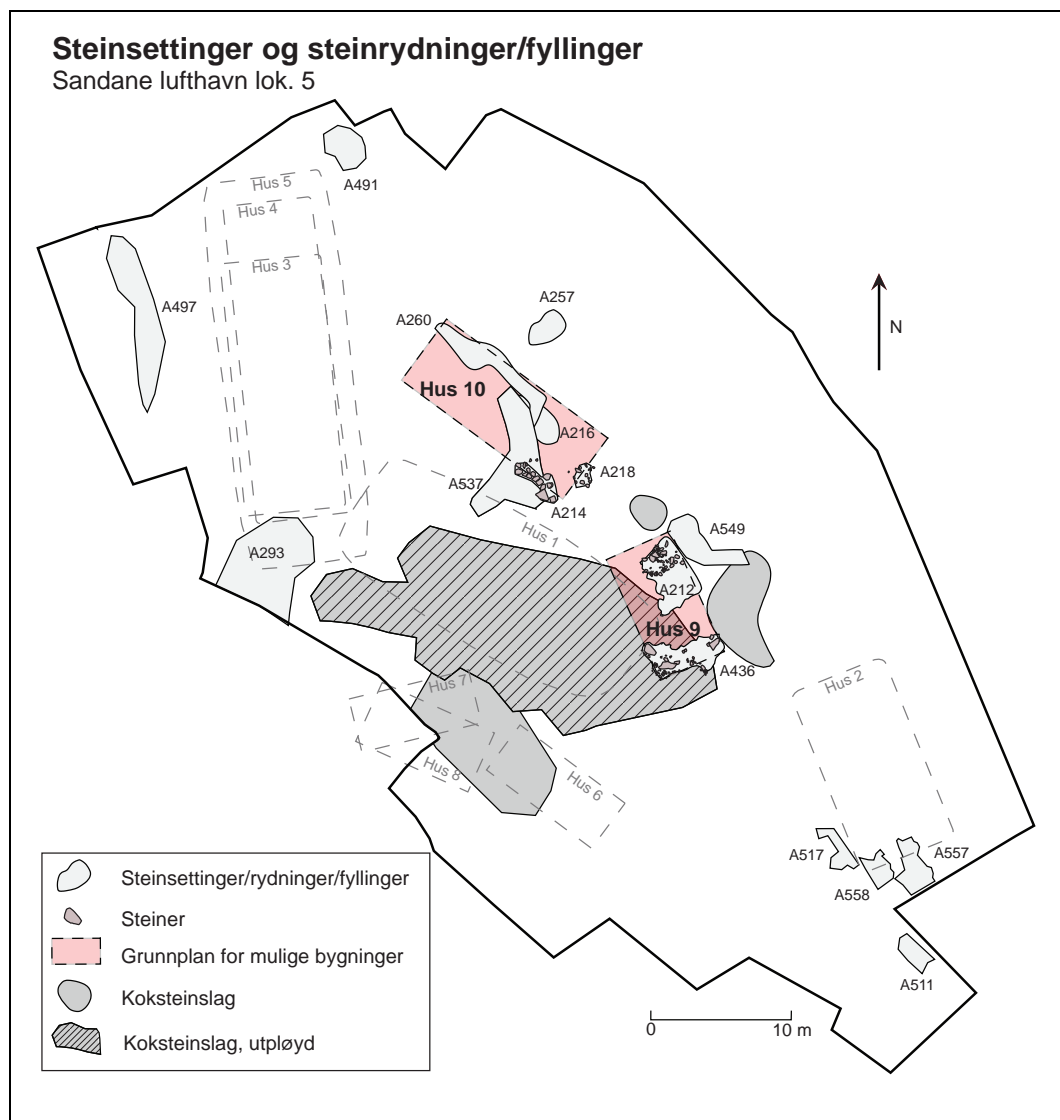 Steinsettinger og steinrydninger/fyllinger
Sandane lufthavn lok. 5
A491
Hus 5
Hus 4
Hus 3
A497
A257
A260
N
Hus 10
A216
A218
A537
A214
Hus 1
A549
A293
A212
Hus 9
A436
Hus 2
Hus 7
Hus 8
Hus 6
A517
A557
A558
A511
Steinsettinger/rydninger/fyllinger
Steiner
Grunnplan for mulige bygninger
Koksteinslag
Koksteinslag, utpløyd
0 10 m